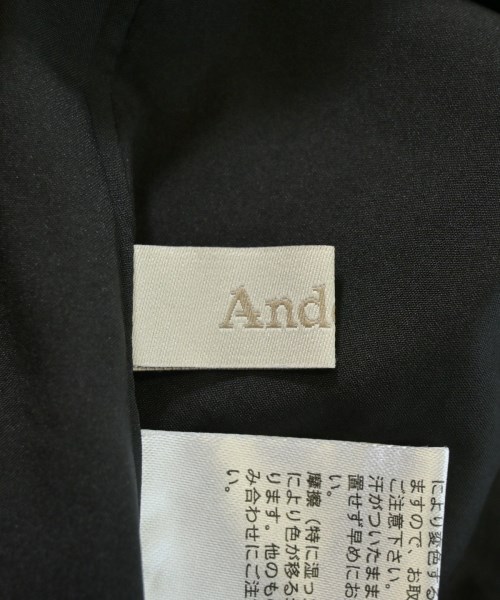 And
により変色する
ますので、お取
ご注意下さい。
汗がついたまま
置せず早めにお
い。
摩擦（特に湿っ
により色が移る
ります。他のも
み合わせにご注
い。